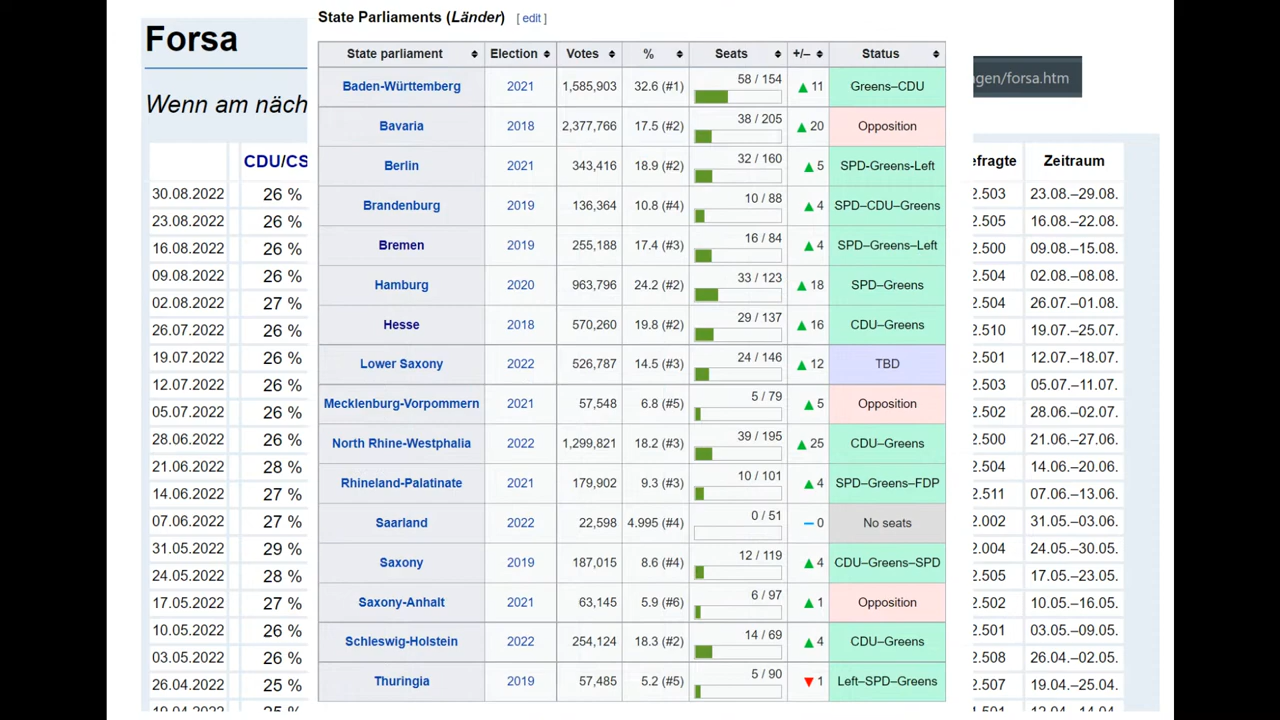 Forsa
Wenn am näch
gen/forsa.htm
State Parliaments (Länder) [ edit ]
State parliament Election Votes % Seats +/– Status
Baden-Württemberg 2021 1,585,903 32.6 (#1) 58 / 154 ▲ 11 Greens–CDU
Bavaria 2018 2,377,766 17.5 (#2) 38 / 205 ▲ 20 Opposition
Berlin 2021 343,416 18.9 (#2) 32 / 160 ▲ 5 SPD-Greens-Left
Brandenburg 2019 136,364 10.8 (#4) 10 / 88 ▲ 4 SPD–CDU–Greens
Bremen 2019 255,188 17.4 (#3) 16 / 84 ▲ 4 SPD–Greens–Left
Hamburg 2020 963,796 24.2 (#2) 33 / 123 ▲ 18 SPD–Greens
Hesse 2018 570,260 19.8 (#2) 29 / 137 ▲ 16 CDU–Greens
Lower Saxony 2022 526,787 14.5 (#3) 24 / 146 ▲ 12 TBD
Mecklenburg-Vorpommern 2021 57,548 6.8 (#5) 5 / 79 ▲ 5 Opposition
North Rhine-Westphalia 2022 1,299,821 18.2 (#3) 39 / 195 ▲ 25 CDU–Greens
Rhineland-Palatinate 2021 179,902 9.3 (#3) 10 / 101 ▲ 4 SPD–Greens–FDP
Saarland 2022 22,598 4.995 (#4) 0 / 51 – 0 No seats
Saxony 2019 187,015 8.6 (#4) 12 / 119 ▲ 4 CDU–Greens–SPD
Saxony-Anhalt 2021 63,145 5.9 (#6) 6 / 97 ▲ 1 Opposition
Schleswig-Holstein 2022 254,124 18.3 (#2) 14 / 69 ▲ 4 CDU–Greens
Thuringia 2019 57,485 5.2 (#5) 5 / 90 ▼ 1 Left–SPD–Greens
CDU/CS
30.08.2022 26 %
23.08.2022 26 %
16.08.2022 26 %
09.08.2022 26 %
02.08.2022 27 %
26.07.2022 26 %
19.07.2022 26 %
12.07.2022 26 %
05.07.2022 26 %
28.06.2022 26 %
21.06.2022 28 %
14.06.2022 27 %
07.06.2022 27 %
31.05.2022 29 %
24.05.2022 28 %
17.05.2022 27 %
10.05.2022 26 %
03.05.2022 26 %
26.04.2022 25 %
efragte Zeitraum
2.503 23.08.–29.08.
2.505 16.08.–22.08.
2.500 09.08.–15.08.
2.504 02.08.–08.08.
2.504 26.07.–01.08.
2.510 19.07.–25.07.
2.501 12.07.–18.07.
2.503 05.07.–11.07.
2.502 28.06.–02.07.
2.500 21.06.–27.06.
2.504 14.06.–20.06.
2.511 07.06.–13.06.
2.002 31.05.–03.06.
2.004 24.05.–30.05.
2.505 17.05.–23.05.
2.502 10.05.–16.05.
2.501 03.05.–09.05.
2.508 26.04.–02.05.
2.507 19.04.–25.04.